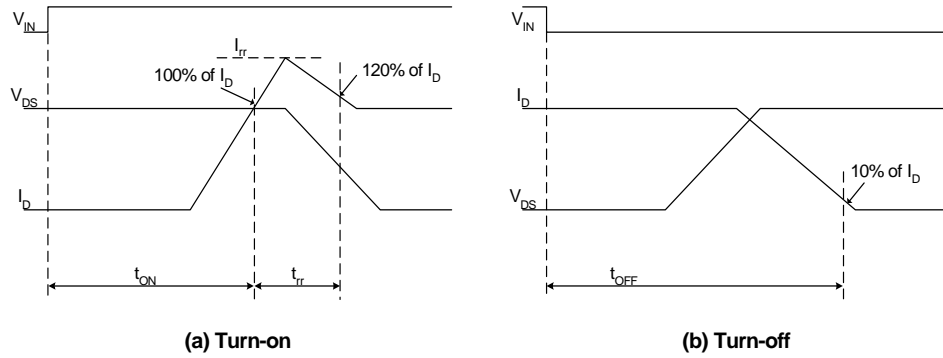 V_IN
I_rr
100% of I_D
120% of I_D
V_DS
I_D
t_ON
t_rr
(a) Turn-on
V_IN
I_D
10% of I_D
V_DS
t_OFF
(b) Turn-off